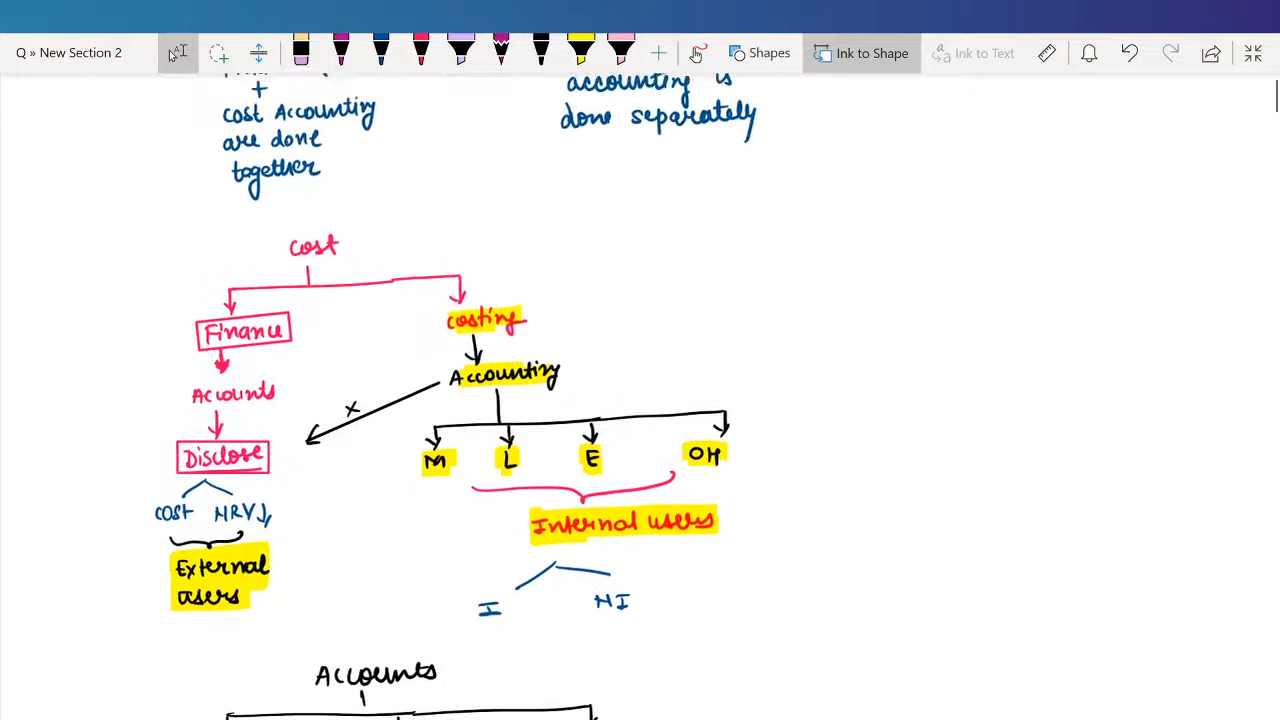 Q » New Section 2
Shapes
Ink to Shape
Ink to Text
+
cost Accounting
are done
together
accounting is
done separately
Cost
Finance
Costing
Accounts
Accounting
x
Disclose
M L E OH
Cost NRV↓
Internal users
External
users
I NI
Accounts